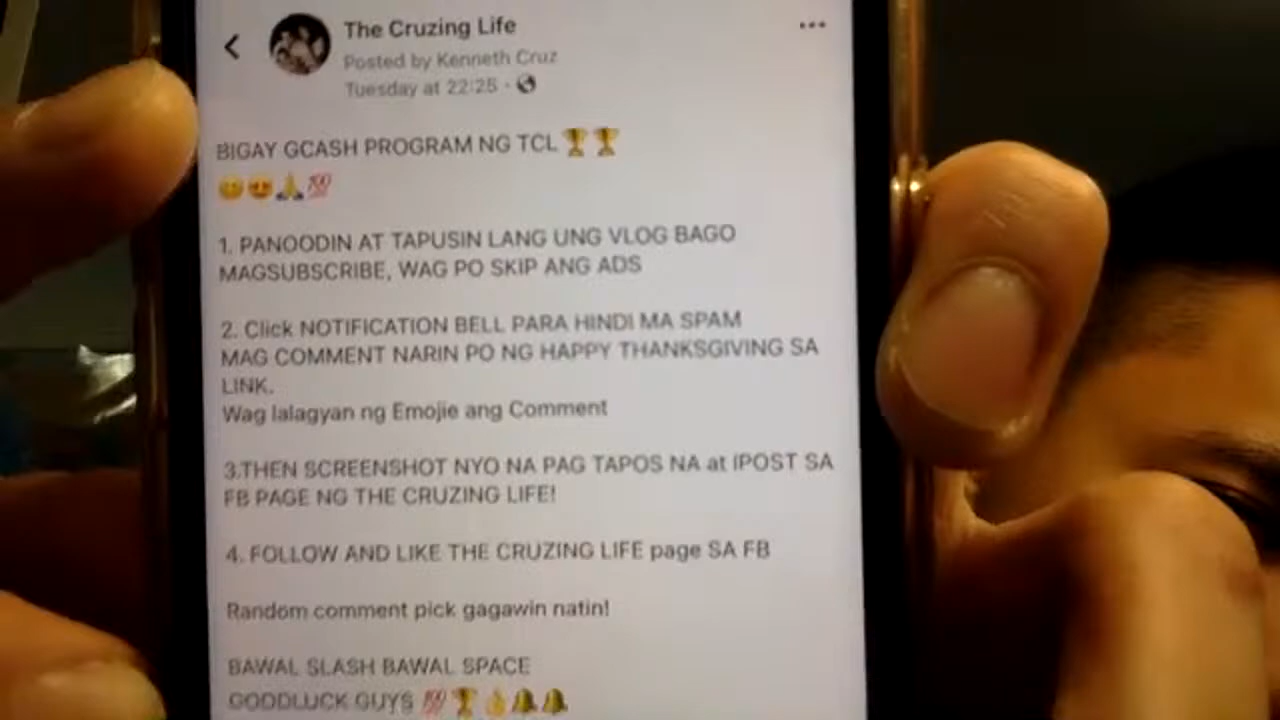 The Cruzing Life
Posted by Kenneth Cruz
Tuesday at 22:25 ·
BIGAY GCASH PROGRAM NG TCL 🏆🏆
😊😍🙏💯
1. PANOODIN AT TAPUSIN LANG UNG VLOG BAGO
MAGSUBSCRIBE, WAG PO SKIP ANG ADS
2. Click NOTIFICATION BELL PARA HINDI MA SPAM
MAG COMMENT NARIN PO NG HAPPY THANKSGIVING SA
LINK.
Wag lalagyan ng Emojie ang Comment
3.THEN SCREENSHOT NYO NA PAG TAPOS NA at IPOST SA
FB PAGE NG THE CRUZING LIFE!
4. FOLLOW AND LIKE THE CRUZING LIFE page SA FB
Random comment pick gagawin natin!
BAWAL SLASH BAWAL SPACE
GODDLUCK GUYS 💯🏆👌🔔🔔